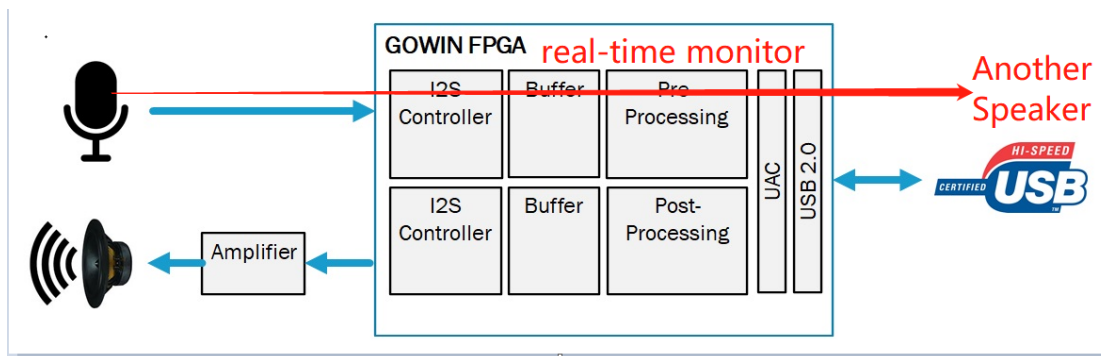 GOWIN FPGA
real-time monitor
Another
Speaker
I2S
Controller
Buffer
Pre
Processing
UAC
USB 2.0
HI-SPEED
CERTIFIED
USB
TM
I2S
Controller
Buffer
Post-
Processing
Amplifier